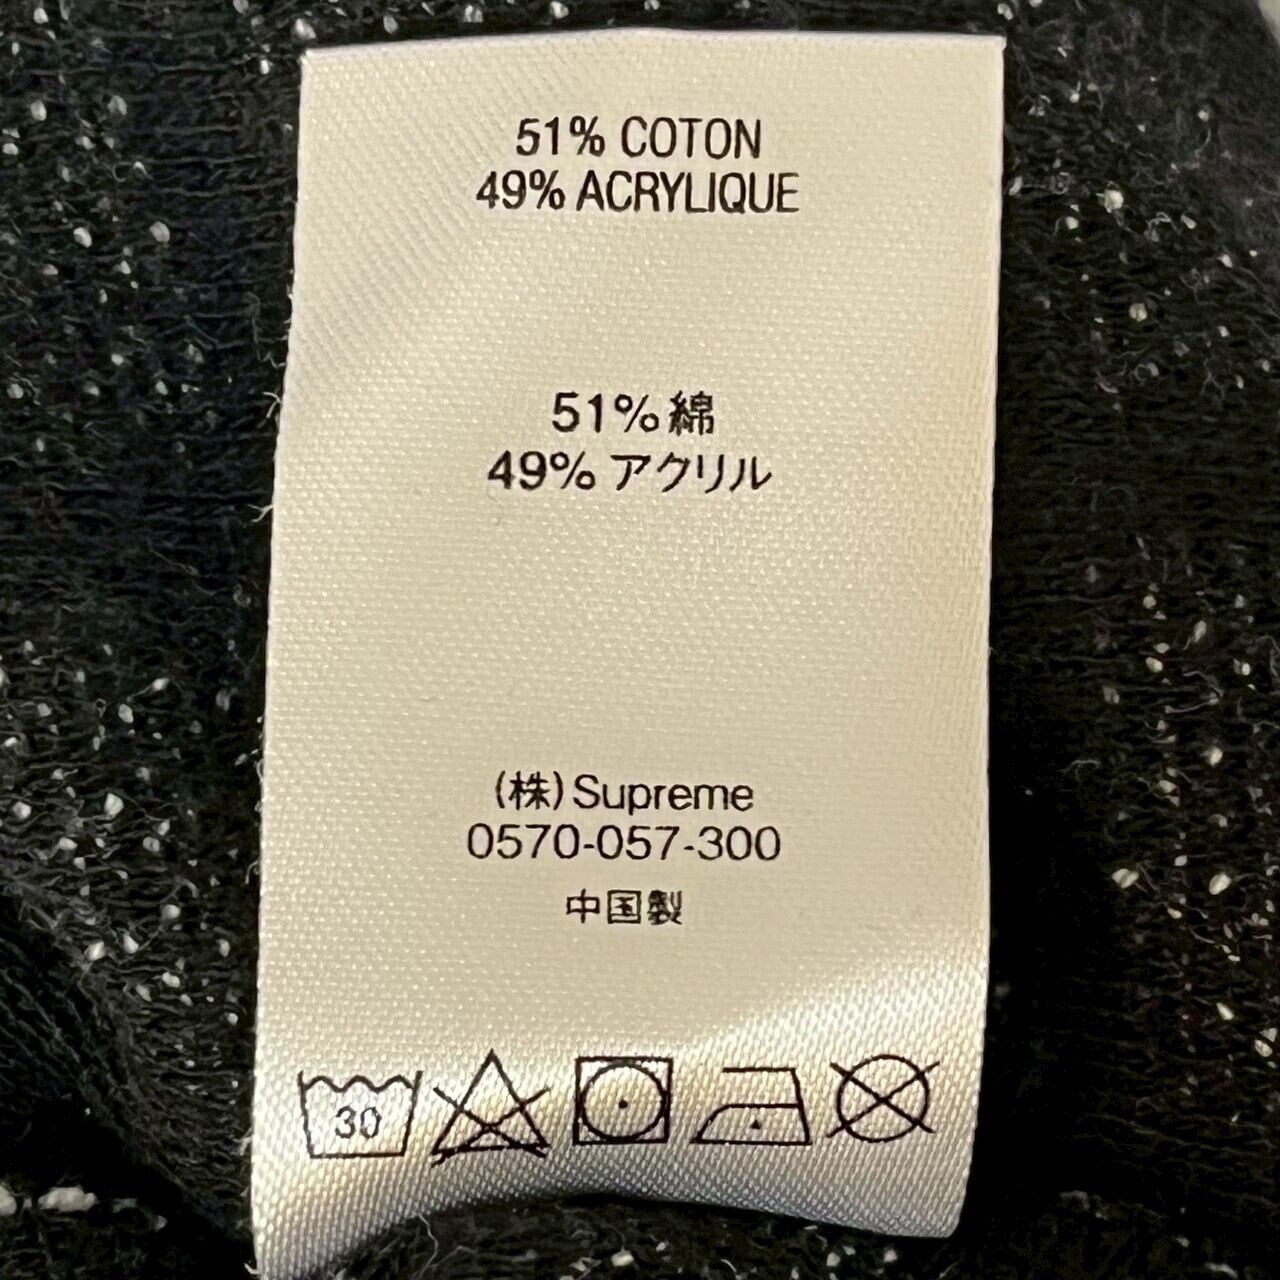 51% COTON
49% ACRYLIQUE
51% 綿
49% アクリル
(株) Supreme
0570-057-300
中国製
30